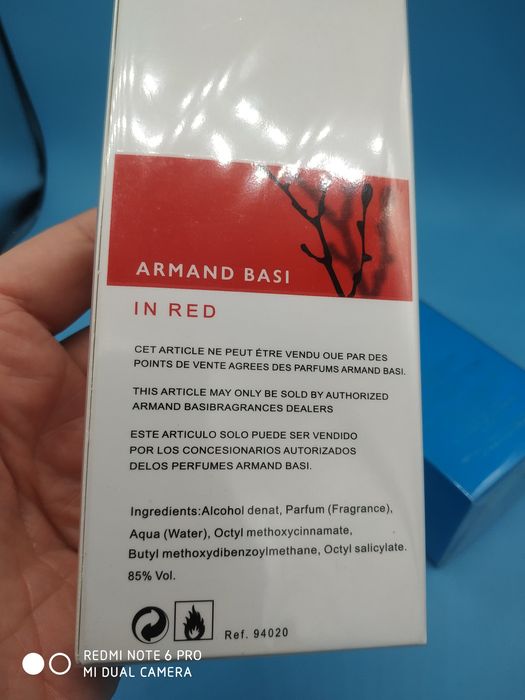 ARMAND BASI
IN RED
CET ARTICLE NE PEUT ÉTRE VENDU OUE PAR DES
POINTS DE VENTE AGREES DES PARFUMS ARMAND BASI.
THIS ARTICLE MAY ONLY BE SOLD BY AUTHORIZED
ARMAND BASIBRAGRANCES DEALERS
ESTE ARTICULO SOLO PUEDE SER VENDIDO
POR LOS CONCESIONARIOS AUTORIZADOS
DELOS PERFUMES ARMAND BASI.
Ingredients:Alcohol denat, Parfum (Fragrance),
Aqua (Water), Octyl methoxycinnamate,
Butyl methoxydibenzoylmethane, Octyl salicylate.
85% Vol.
Ref. 94020
REDMI NOTE 6 PRO
MI DUAL CAMERA